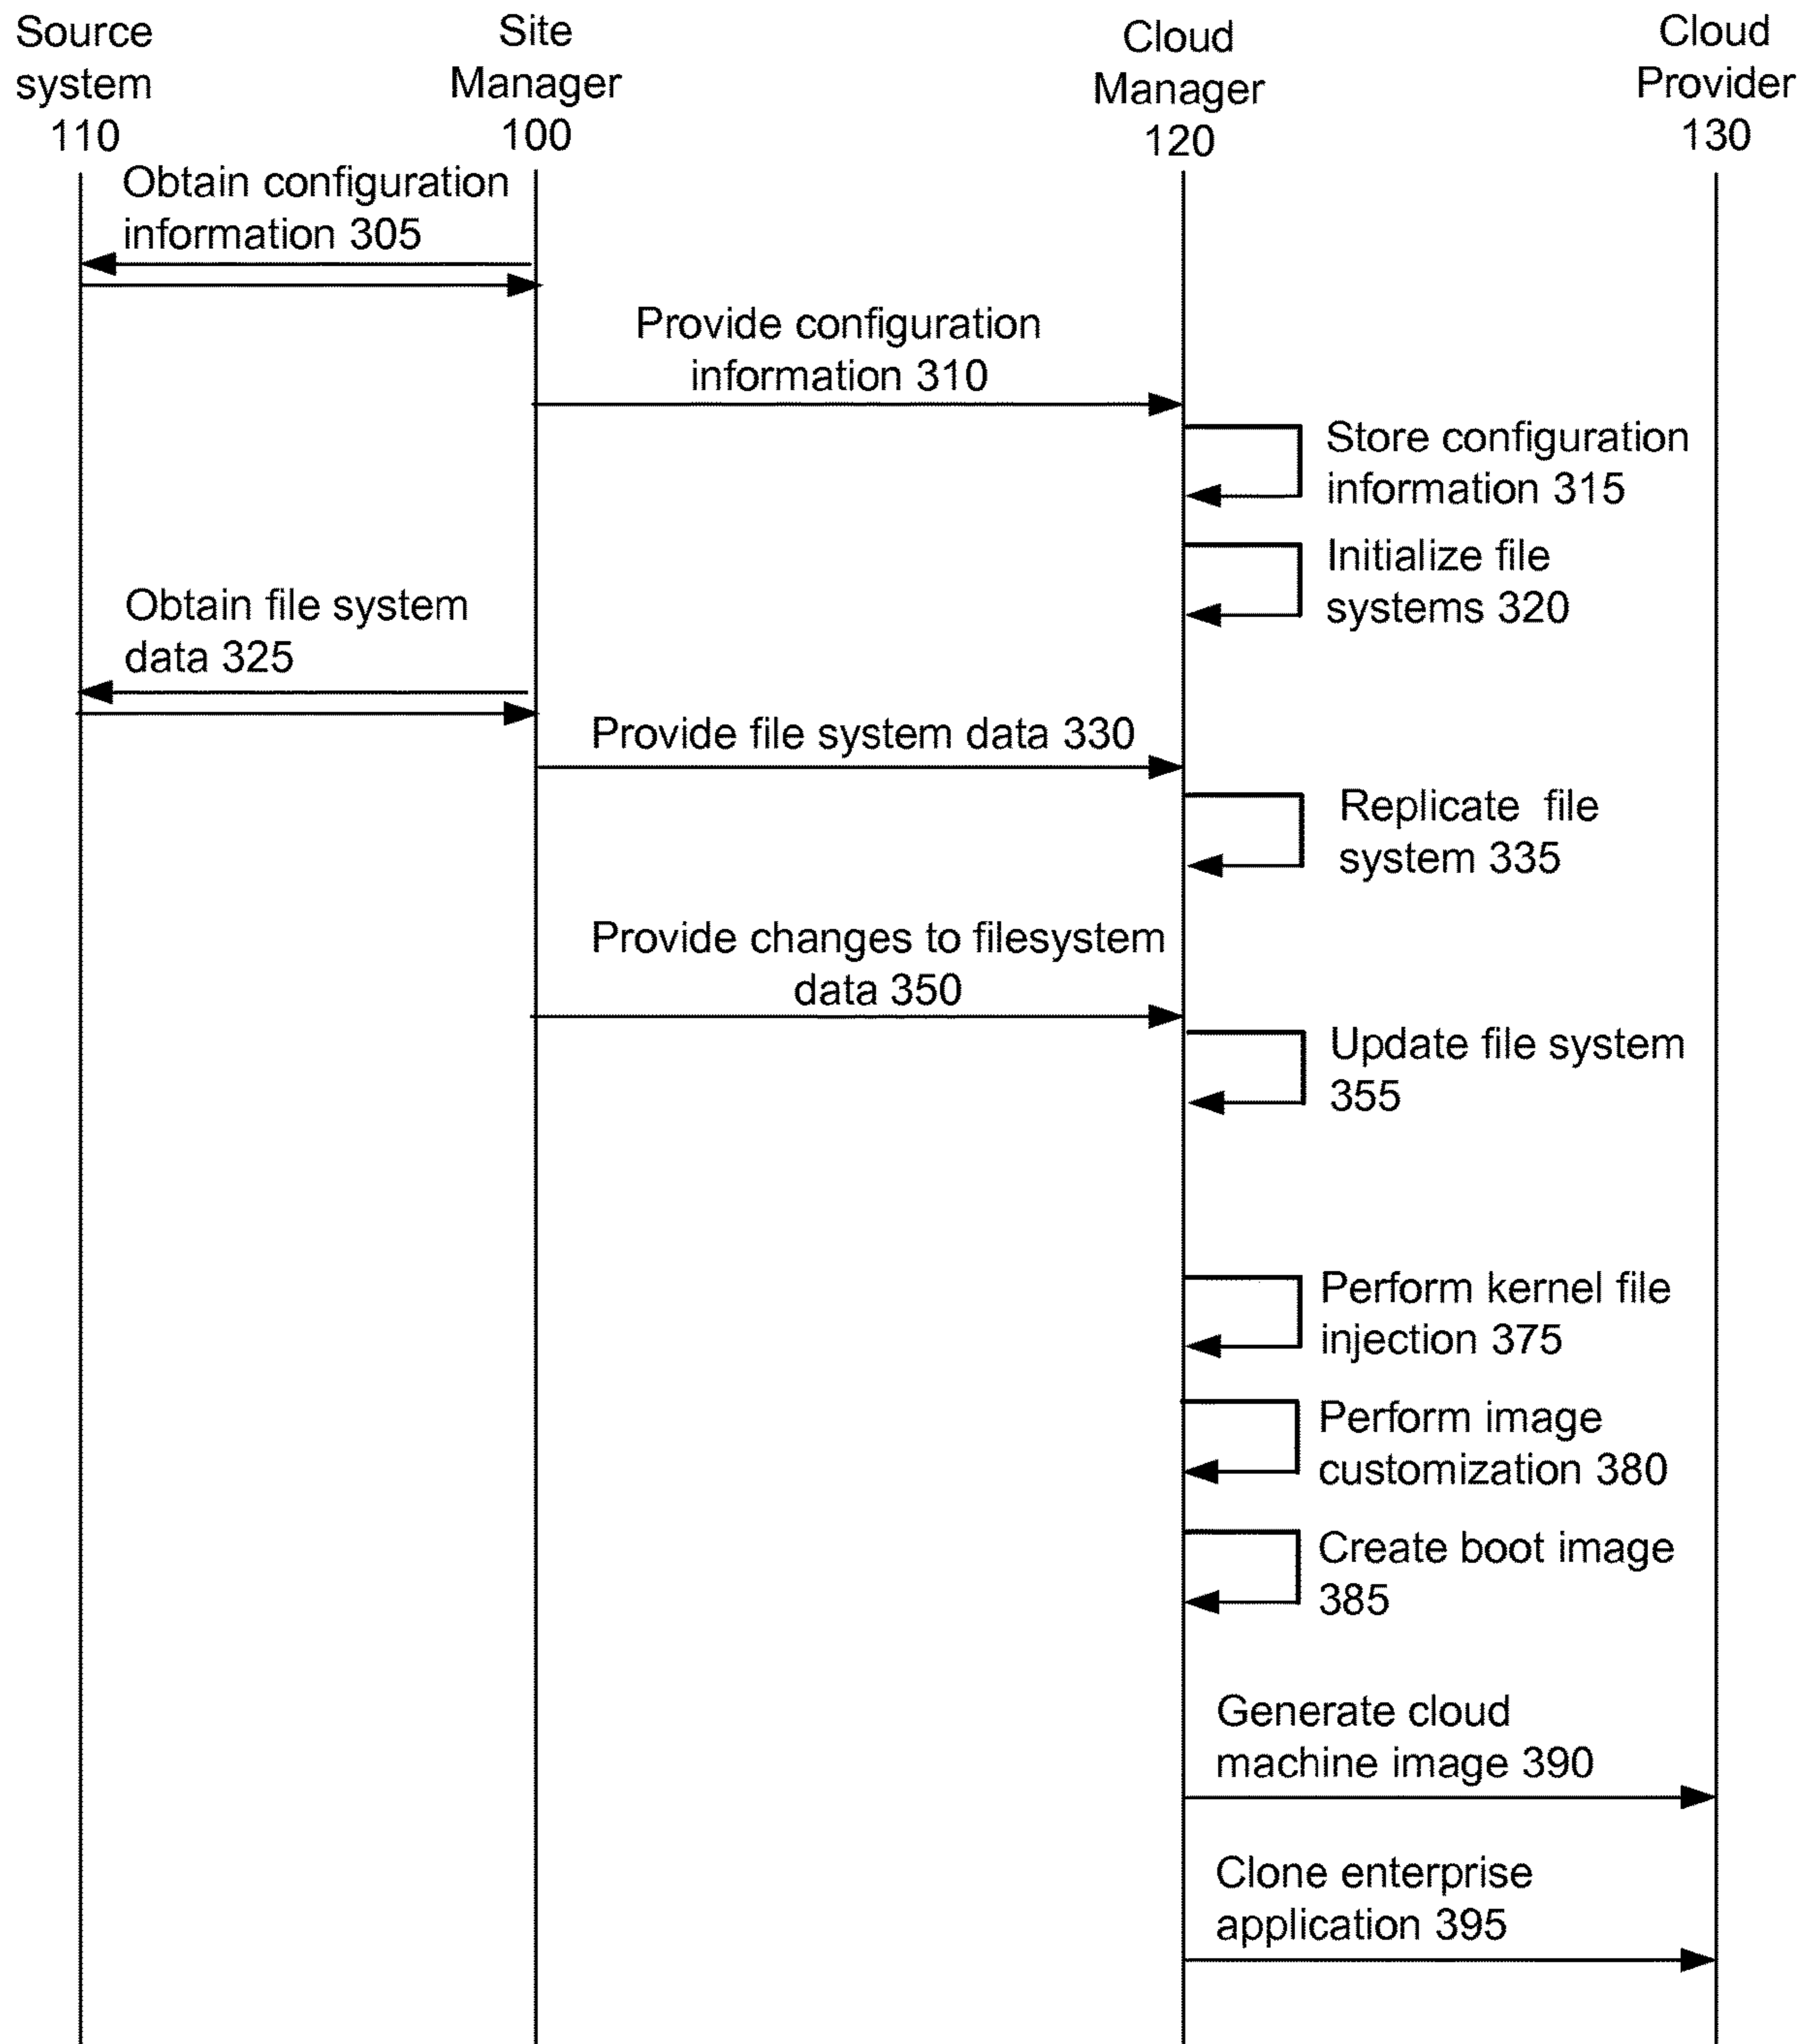 Source
system
110
Site
Manager
100
Cloud
Manager
120
Cloud
Provider
130
Obtain configuration
information 305
Provide configuration
information 310
Store configuration
information 315
Initialize file
systems 320
Obtain file system
data 325
Provide file system data 330
Replicate file
system 335
Provide changes to filesystem
data 350
Update file system
355
Perform kernel file
injection 375
Perform image
customization 380
Create boot image
385
Generate cloud
machine image 390
Clone enterprise
application 395